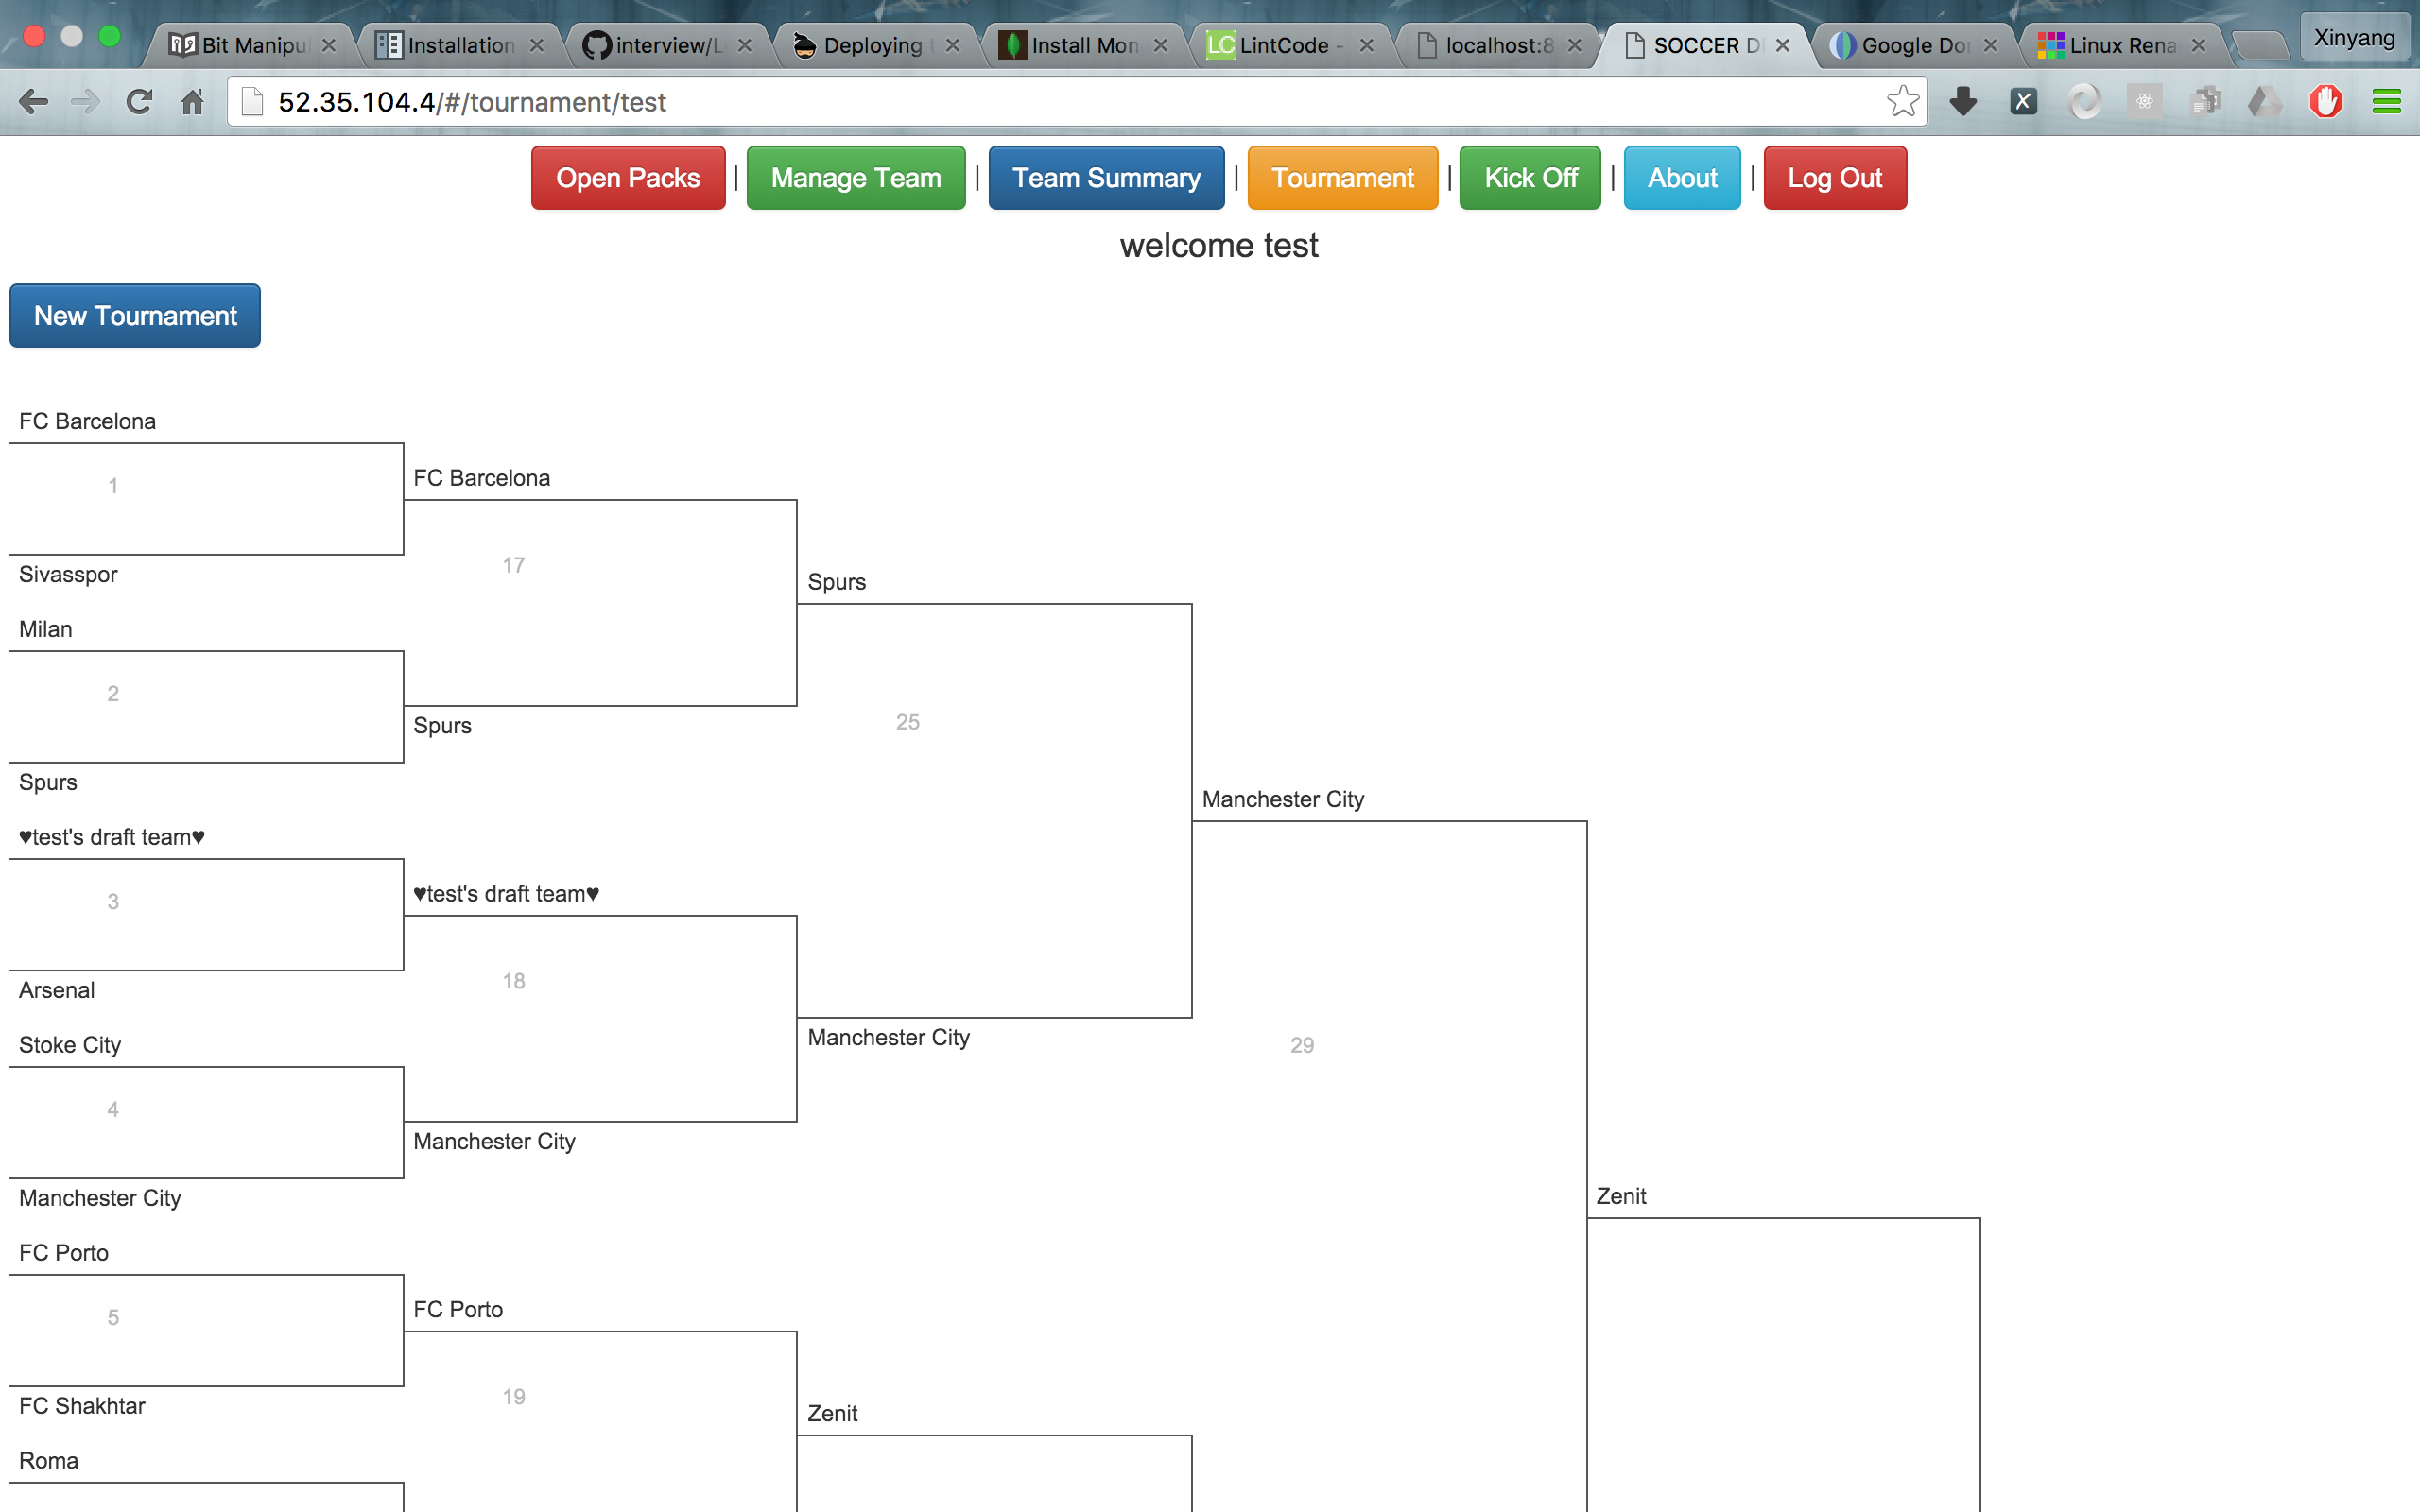 Bit Manipul
Installation
interview/L
Deploying t
Install Mon
LintCode -
localhost:8
SOCCER D
Google Dor
Linux Rena
Xinyang
52.35.104.4/#/tournament/test
Open Packs | Manage Team | Team Summary | Tournament | Kick Off | About | Log Out
welcome test
New Tournament
FC Barcelona
1
Sivasspor
Milan
2
Spurs
♥test's draft team♥
3
Arsenal
Stoke City
4
Manchester City
FC Porto
5
FC Shakhtar
Roma
FC Barcelona
17
Spurs
♥test's draft team♥
18
Manchester City
FC Porto
19
Spurs
25
Manchester City
Zenit
Manchester City
29
Zenit